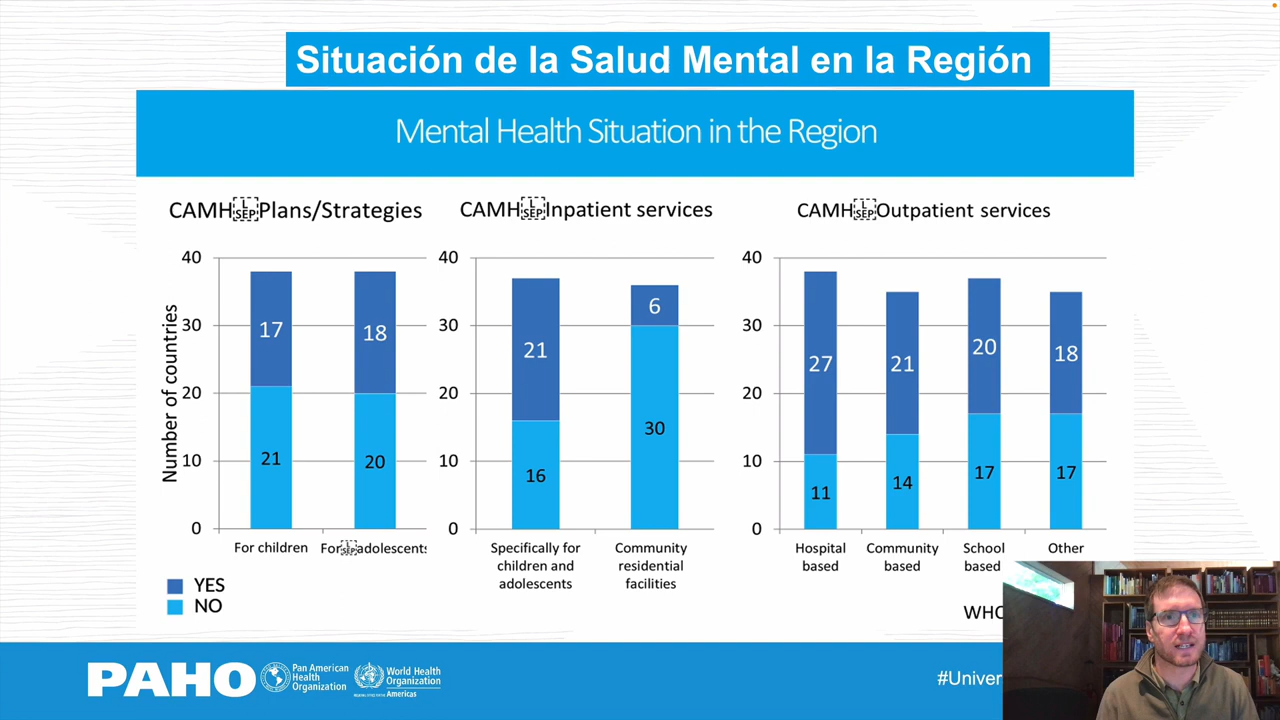 Situación de la Salud Mental en la Región
Mental Health Situation in the Region
CAMH Plans/Strategies
Number of countries
40
30
20
10
0
17
21
18
20
For children
For adolescents
YES
NO
CAMH Inpatient services
40
30
20
10
0
21
16
6
30
Specifically for
children and
adolescents
Community
residential
facilities
CAMH Outpatient services
40
30
20
10
0
27
11
21
14
20
17
18
17
Hospital
based
Community
based
School
based
Other
WHO
PAHO
Pan American
Health
Organization
World Health
Organization
Americas
#Univer